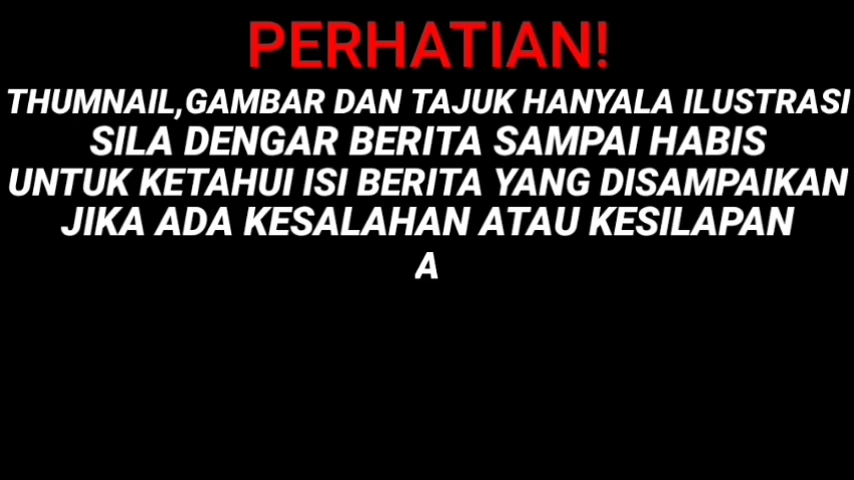 PERHATIAN!
THUMNAIL,GAMBAR DAN TAJUK HANYALA ILUSTRASI
SILA DENGAR BERITA SAMPAI HABIS
UNTUK KETAHUI ISI BERITA YANG DISAMPAIKAN
JIKA ADA KESALAHAN ATAU KESILAPAN
A